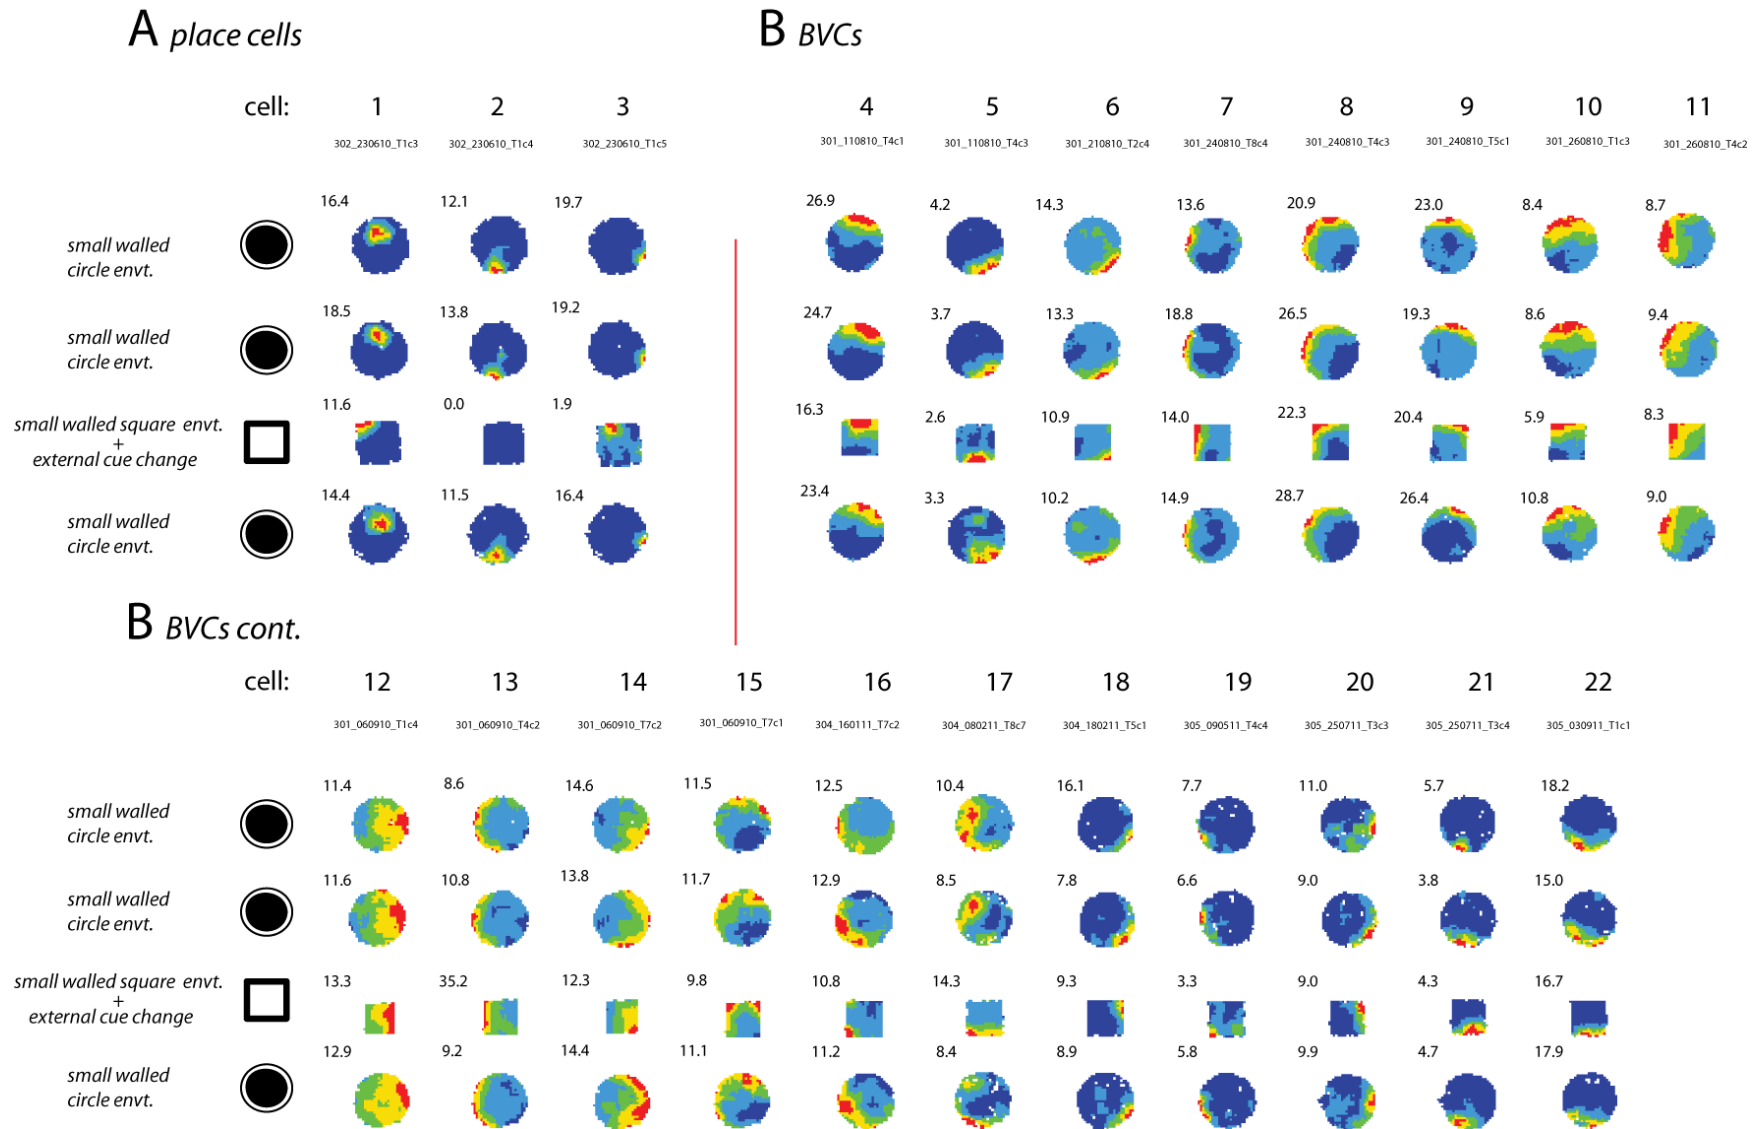 A place cells
B BVCs
cell: 1 2 3 4 5 6 7 8 9 10 11
302_230610_T1c3 302_230610_T1c4 302_230610_T1c5 301_110810_T4c1 301_110810_T4c3 301_210810_T2c4 301_240810_T8c4 301_240810_T4c3 301_240810_T5c1 301_260810_T1c3 301_260810_T4c2
16.4 12.1 19.7 26.9 4.2 14.3 13.6 20.9 23.0 8.4 8.7
small walled
circle envt.
18.5 13.8 19.2 24.7 3.7 13.3 18.8 26.5 19.3 8.6 9.4
small walled
circle envt.
11.6 0.0 1.9 16.3 2.6 10.9 14.0 22.3 20.4 5.9 8.3
small walled square envt.
+
external cue change
14.4 11.5 16.4 23.4 3.3 10.2 14.9 28.7 26.4 10.8 9.0
small walled
circle envt.
B BVCs cont.
cell: 12 13 14 15 16 17 18 19 20 21 22
301_060910_T1c4 301_060910_T4c2 301_060910_T7c2 301_060910_T7c1 304_160111_T7c2 304_080211_T8c7 304_180211_T5c1 305_090511_T4c4 305_250711_T3c3 305_250711_T3c4 305_030911_T1c1
11.4 8.6 14.6 11.5 12.5 10.4 16.1 7.7 11.0 5.7 18.2
small walled
circle envt.
11.6 10.8 13.8 11.7 12.9 8.5 7.8 6.6 9.0 3.8 15.0
small walled
circle envt.
13.3 35.2 12.3 9.8 10.8 14.3 9.3 3.3 9.0 4.3 16.7
small walled square envt.
+
external cue change
12.9 9.2 14.4 11.1 11.2 8.4 8.9 5.8 9.9 4.7 17.9
small walled
circle envt.